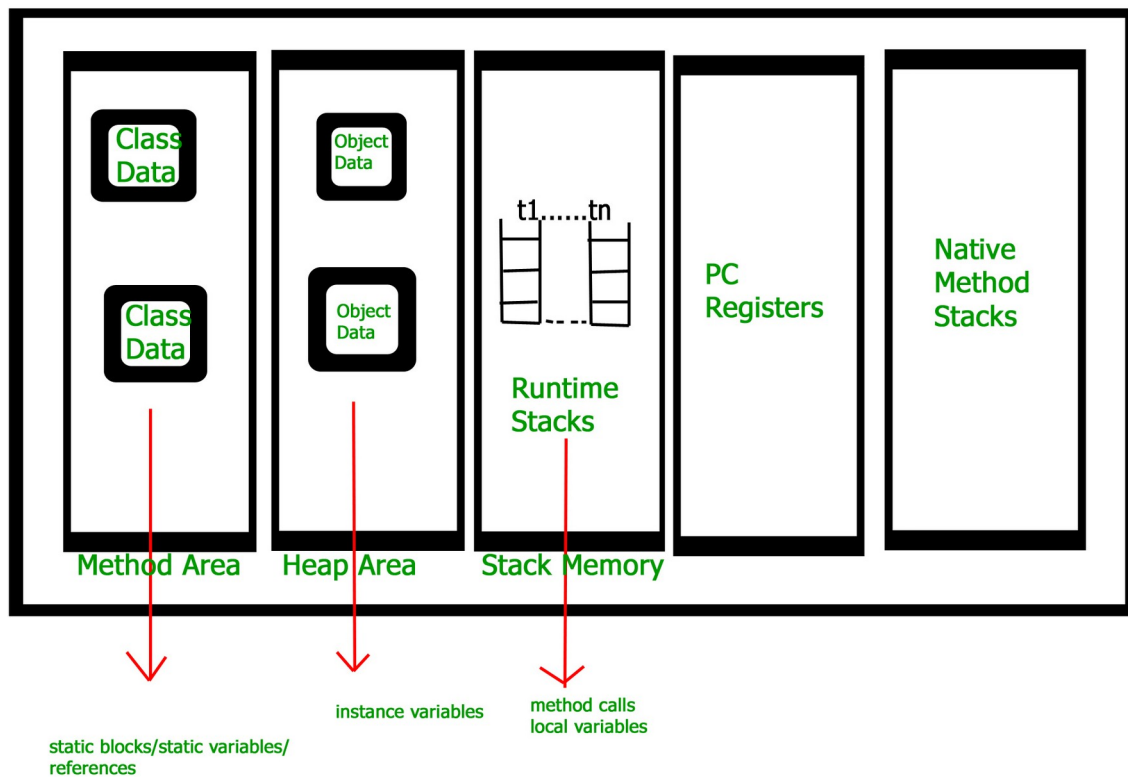 Class
Data
Class
Data
Method Area
Object
Data
Object
Data
Heap Area
t1......tn
Runtime
Stacks
Stack Memory
PC
Registers
Native
Method
Stacks
static blocks/static variables/
references
instance variables
method calls
local variables